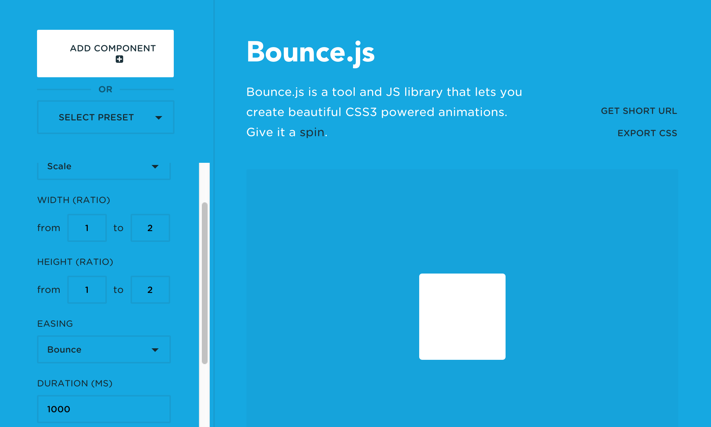 ADD COMPONENT
OR
SELECT PRESET
Scale
WIDTH (RATIO)
from 1 to 2
HEIGHT (RATIO)
from 1 to 2
EASING
Bounce
DURATION (MS)
1000
Bounce.js
Bounce.js is a tool and JS library that lets you
create beautiful CSS3 powered animations.
Give it a spin.
GET SHORT URL
EXPORT CSS